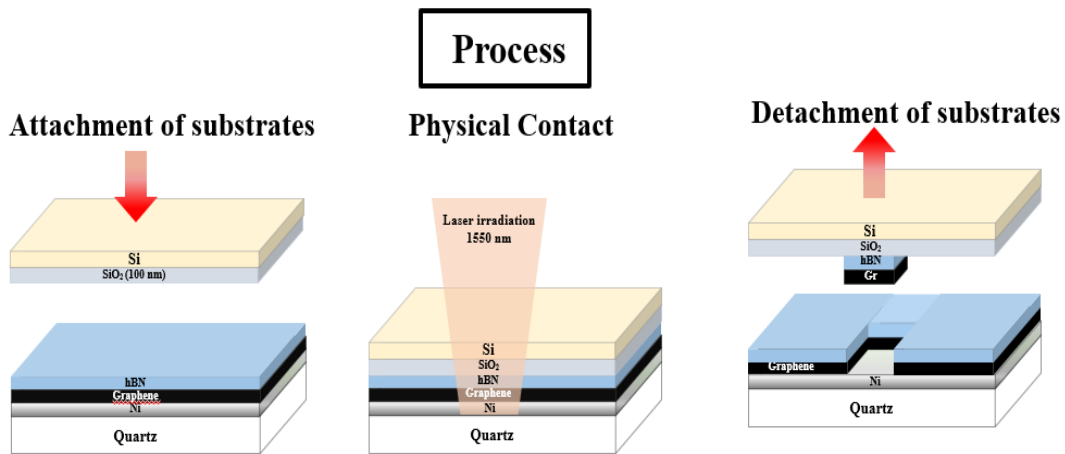 Process
Attachment of substrates
Si
SiO₂ (100 nm)
hBN
Graphene
Ni
Quartz
Physical Contact
Laser irradiation
1550 nm
Si
SiO₂
hBN
Graphene
Ni
Quartz
Detachment of substrates
Si
SiO₂
hBN
Gr
Graphene
Ni
Quartz